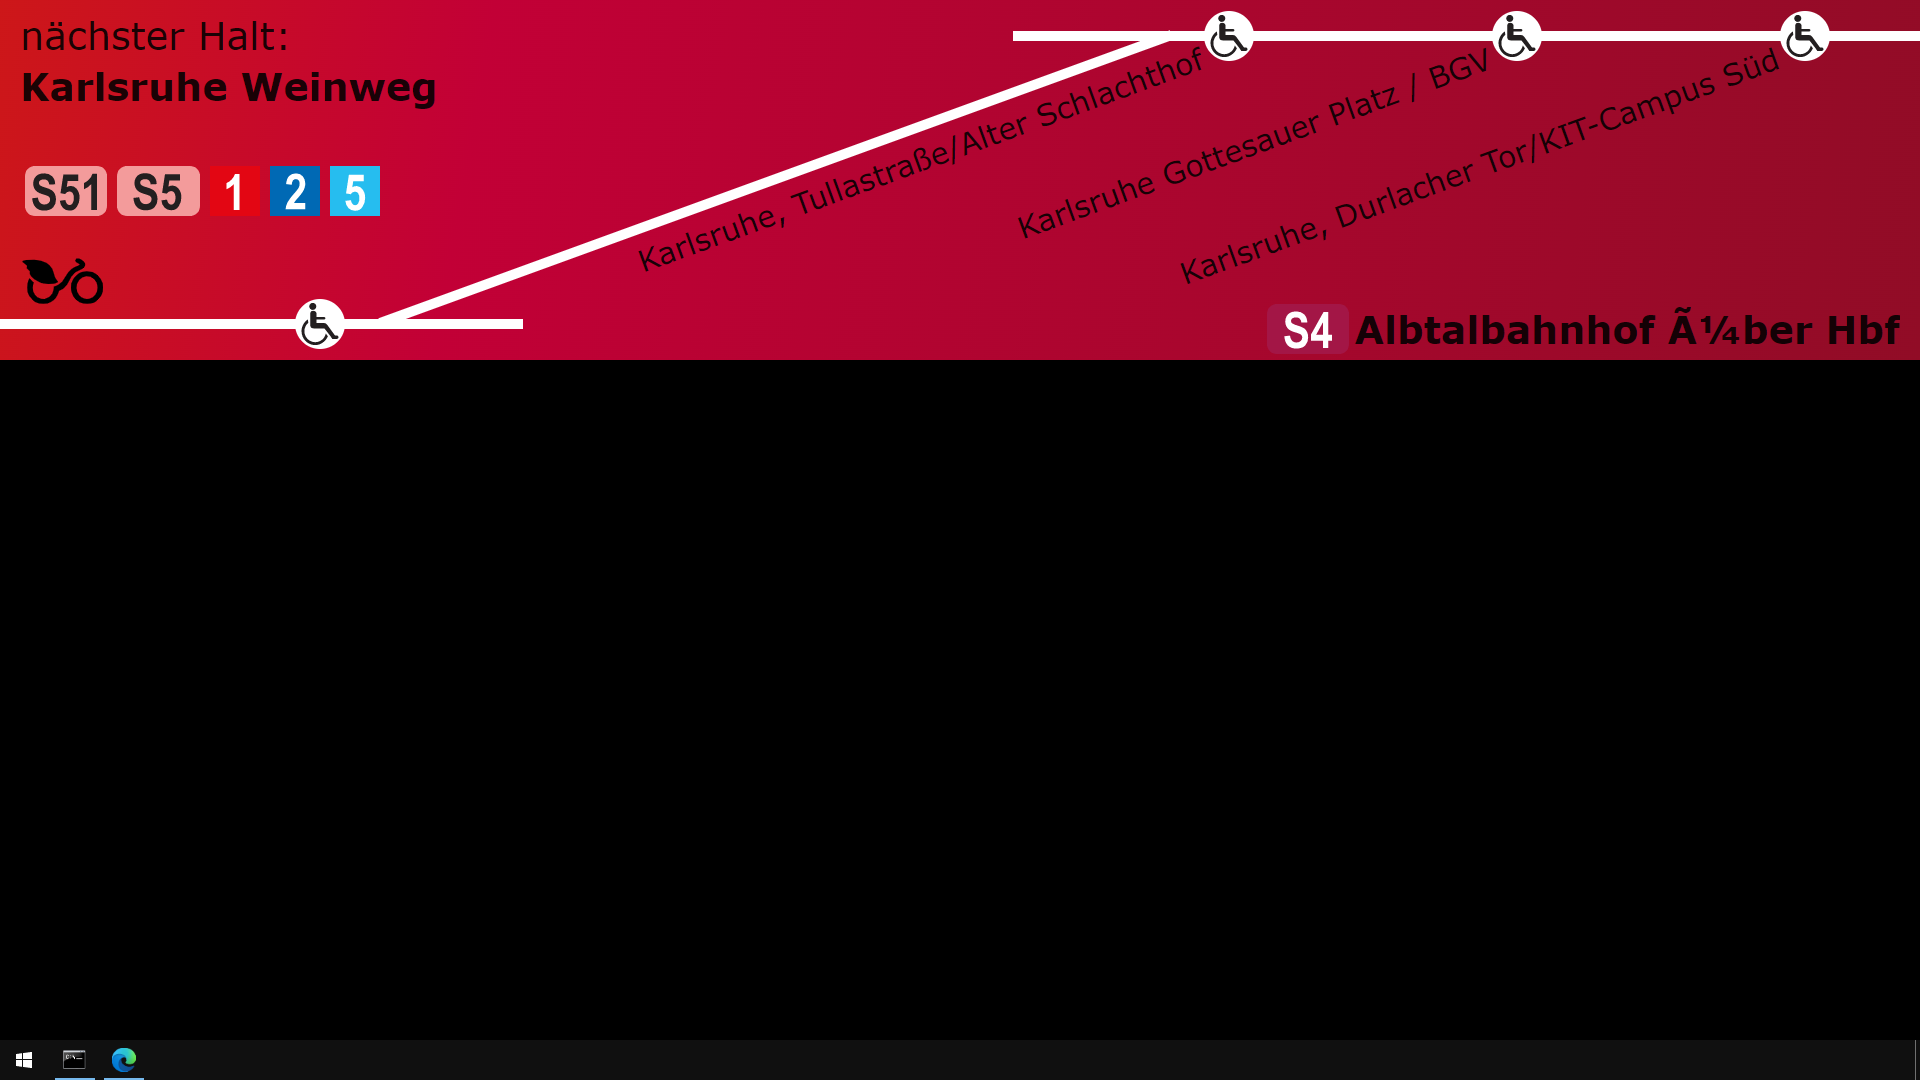 nächster Halt:
Karlsruhe Weinweg
S51 S5 1 2 5
Karlsruhe, Tullastraße/Alter Schlachthof
Karlsruhe Gottesauer Platz / BGV
Karlsruhe, Durlacher Tor/KIT-Campus Süd
S4 Albtalbahnhof Ã¼ber Hbf